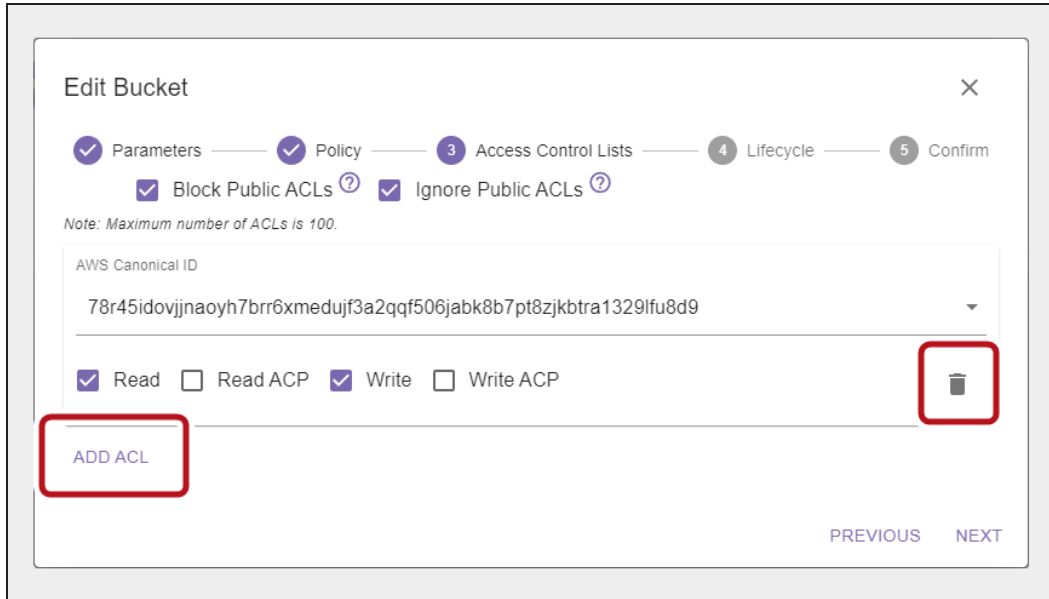 Edit Bucket
Parameters Policy 3 Access Control Lists 4 Lifecycle 5 Confirm
Block Public ACLs ? Ignore Public ACLs ?
Note: Maximum number of ACLs is 100.
AWS Canonical ID
78r45idovjjnaoyh7brr6xmedujf3a2qqf506jabk8b7pt8zjkbtra1329lfu8d9
Read Read ACP Write Write ACP
ADD ACL
PREVIOUS NEXT